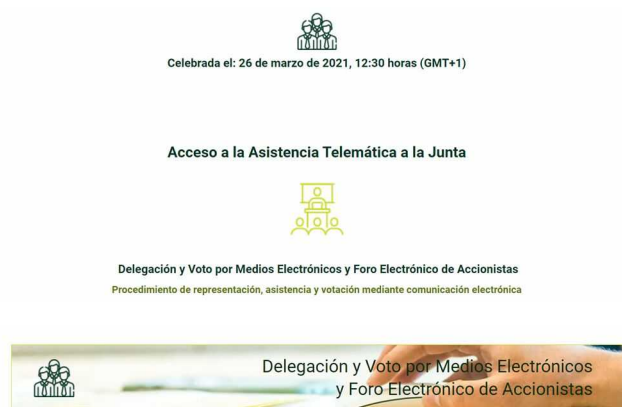 Celebrada el: 26 de marzo de 2021, 12:30 horas (GMT+1)
Acceso a la Asistencia Telemática a la Junta
Delegación y Voto por Medios Electrónicos y Foro Electrónico de Accionistas
Procedimiento de representación, asistencia y votación mediante comunicación electrónica
Delegación y Voto por Medios Electrónicos
y Foro Electrónico de Accionistas